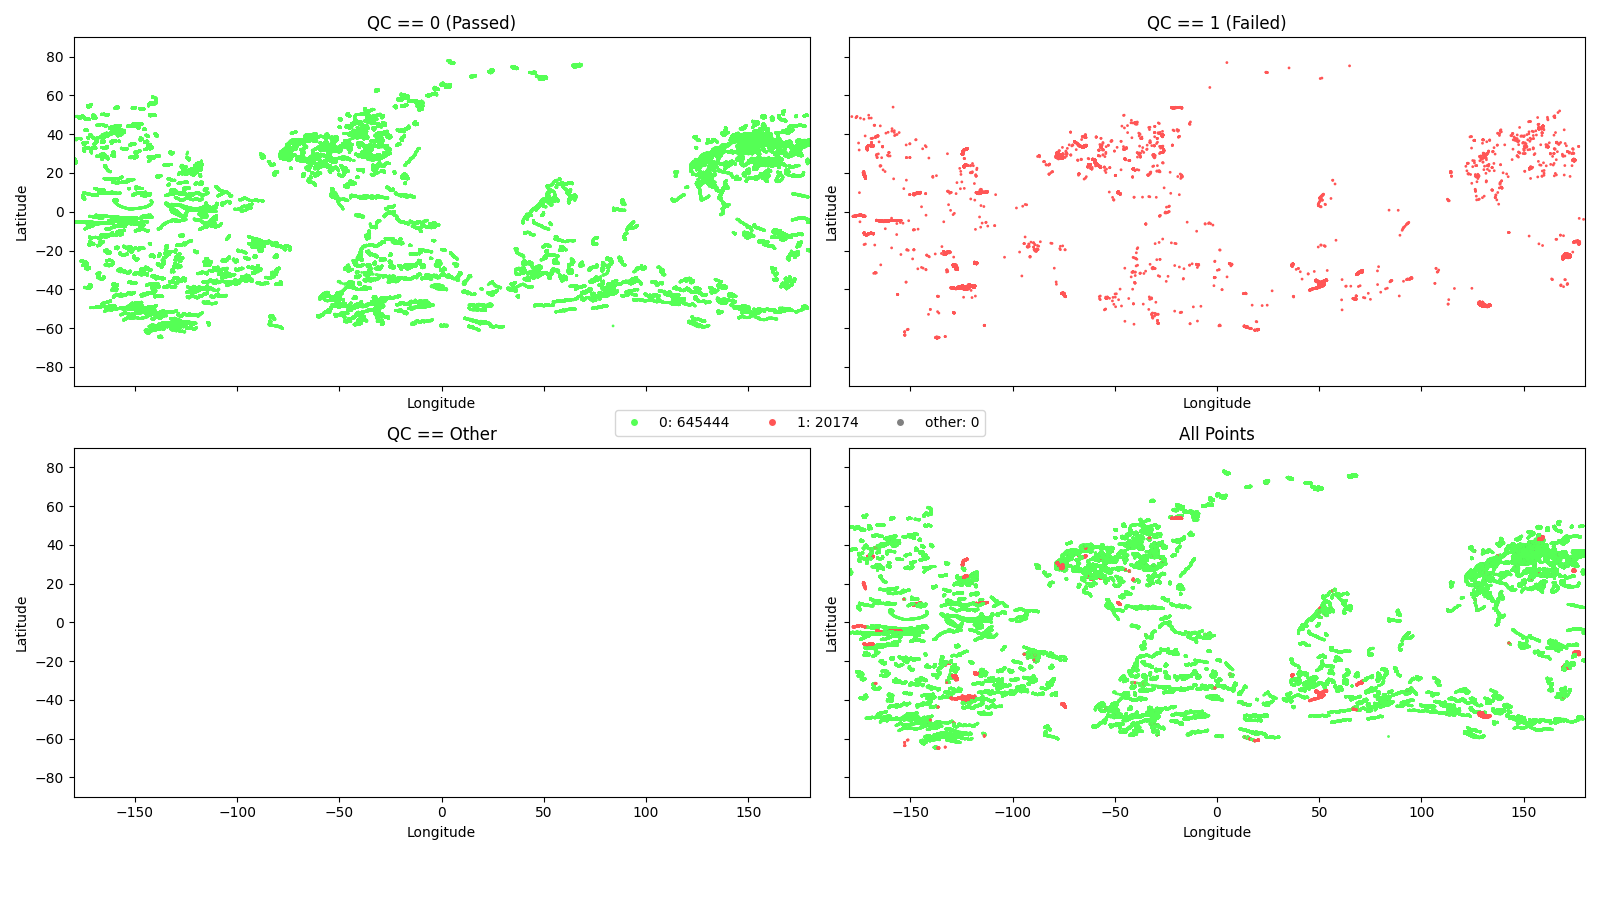 QC == 0 (Passed)
QC == 1 (Failed)
80
60
40
20
0
−20
−40
−60
−80
Latitude
Latitude
Longitude
Longitude
0: 645444 1: 20174 other: 0
QC == Other
All Points
80
60
40
20
0
−20
−40
−60
−80
Latitude
Latitude
−150 −100 −50 0 50 100 150
−150 −100 −50 0 50 100 150
Longitude
Longitude